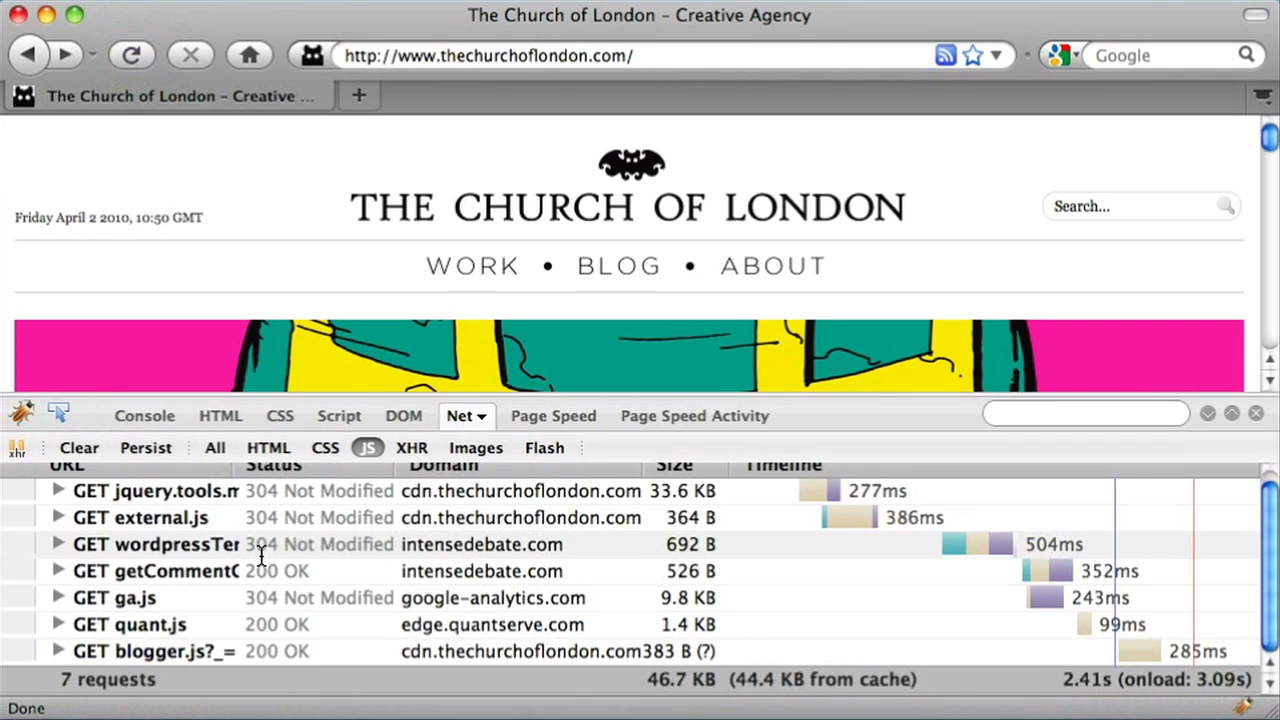 The Church of London – Creative Agency
http://www.thechurchoflondon.com/
Google
The Church of London – Creative ...
Friday April 2 2010, 10:50 GMT
THE CHURCH OF LONDON
Search...
WORK • BLOG • ABOUT
Console HTML CSS Script DOM Net Page Speed Page Speed Activity
xhr Clear Persist All HTML CSS JS XHR Images Flash
URL Status Domain Size Timeline
GET jquery.tools.m 304 Not Modified cdn.thechurchoflondon.com 33.6 KB 277ms
GET external.js 304 Not Modified cdn.thechurchoflondon.com 364 B 386ms
GET wordpressTer 304 Not Modified intensedebate.com 692 B 504ms
GET getCommentC 200 OK intensedebate.com 526 B 352ms
GET ga.js 304 Not Modified google-analytics.com 9.8 KB 243ms
GET quant.js 200 OK edge.quantserve.com 1.4 KB 99ms
GET blogger.js?_= 200 OK cdn.thechurchoflondon.com 383 B (?) 285ms
7 requests 46.7 KB (44.4 KB from cache) 2.41s (onload: 3.09s)
Done